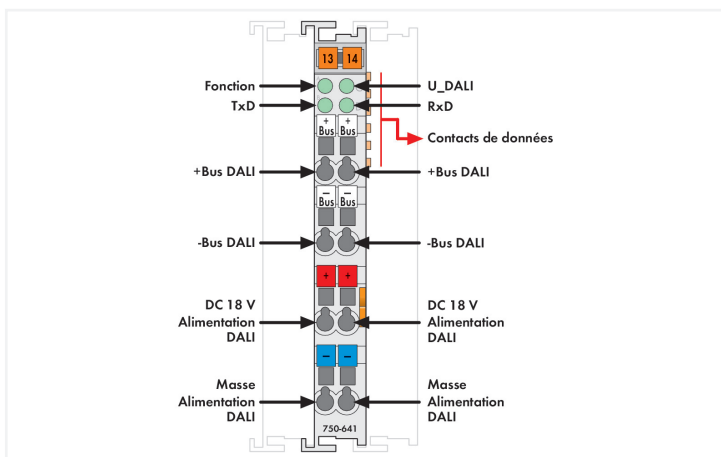 13 14
Fonction
U_DALI
TxD
RxD
+ +
Bus Bus
Contacts de données
+Bus DALI
+Bus DALI
− −
Bus Bus
-Bus DALI
-Bus DALI
+ +
DC 18 V
Alimentation
DALI
DC 18 V
Alimentation
DALI
− −
Masse
Alimentation
DALI
Masse
Alimentation
DALI
750-641